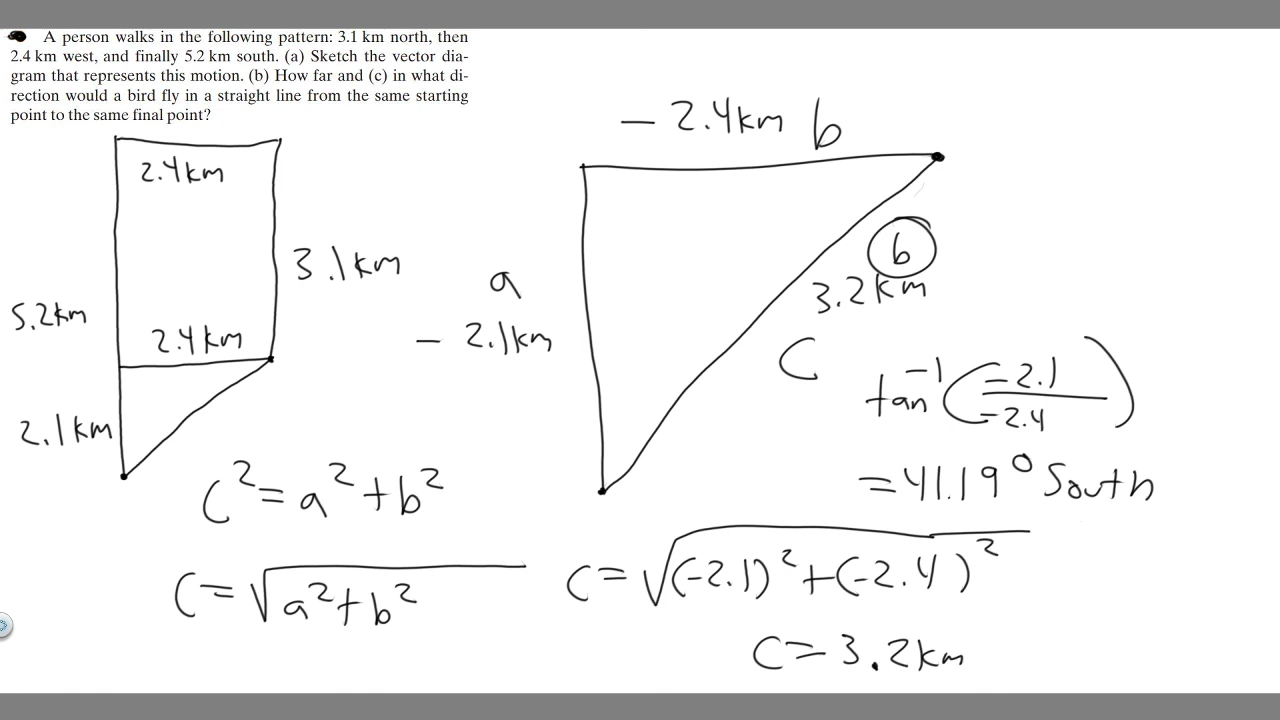 A person walks in the following pattern: 3.1 km north, then
2.4 km west, and finally 5.2 km south. (a) Sketch the vector dia-
gram that represents this motion. (b) How far and (c) in what di-
rection would a bird fly in a straight line from the same starting
point to the same final point?
2.4km
3.1km
5.2km
2.4km
2.1km
c²=a²+b²
c=√a²+b²
- 2.4km b
a
- 2.1km
b
3.2km
C
tan⁻¹(-2.1/-2.4)
=41.19° South
c=√(-2.1)²+(-2.4)²
c=3.2km